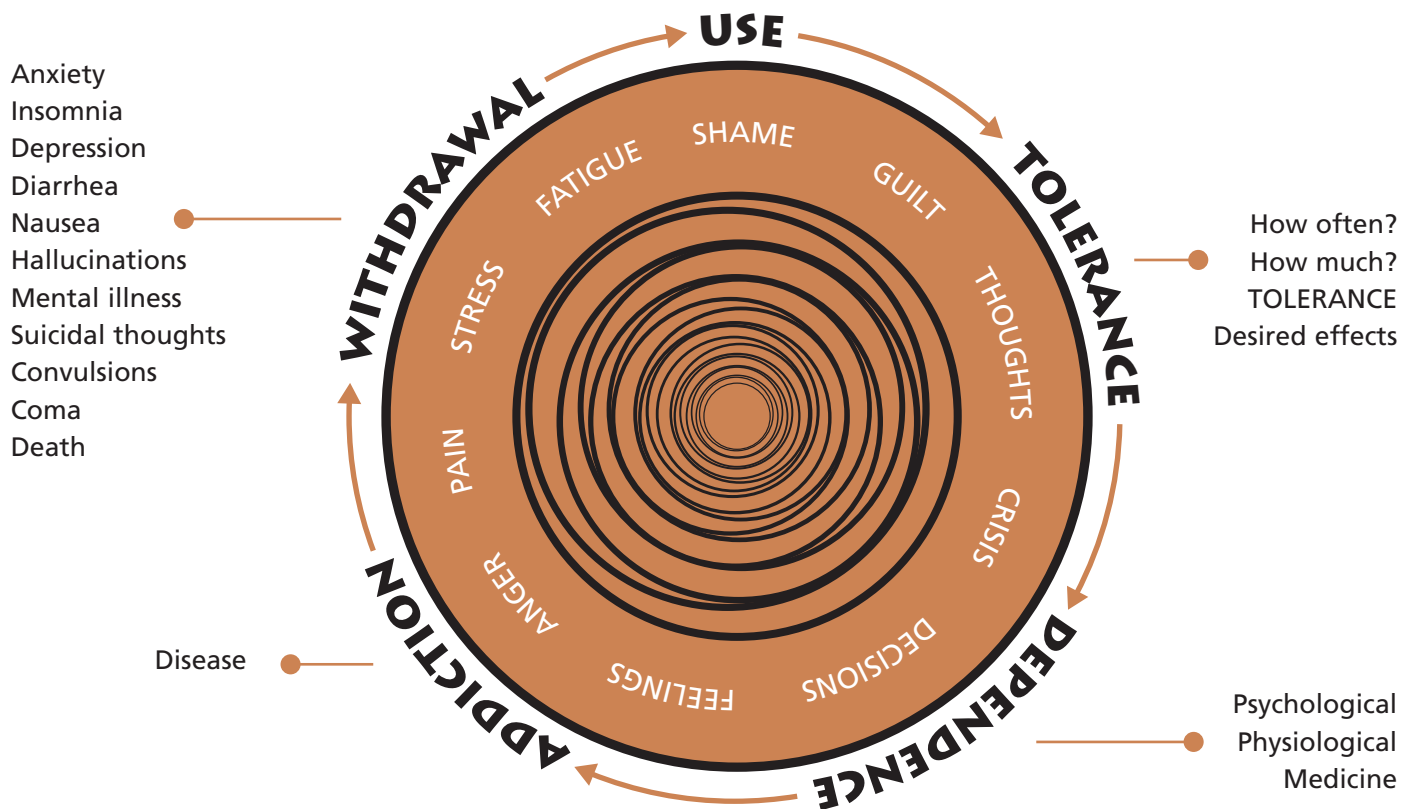 USE
TOLERANCE
DEPENDENCE
ADDICTION
WITHDRAWAL
SHAME
GUILT
THOUGHTS
CRISIS
DECISIONS
FEELINGS
ANGER
PAIN
STRESS
FATIGUE
Anxiety
Insomnia
Depression
Diarrhea
Nausea
Hallucinations
Mental illness
Suicidal thoughts
Convulsions
Coma
Death
How often?
How much?
TOLERANCE
Desired effects
Psychological
Physiological
Medicine
Disease